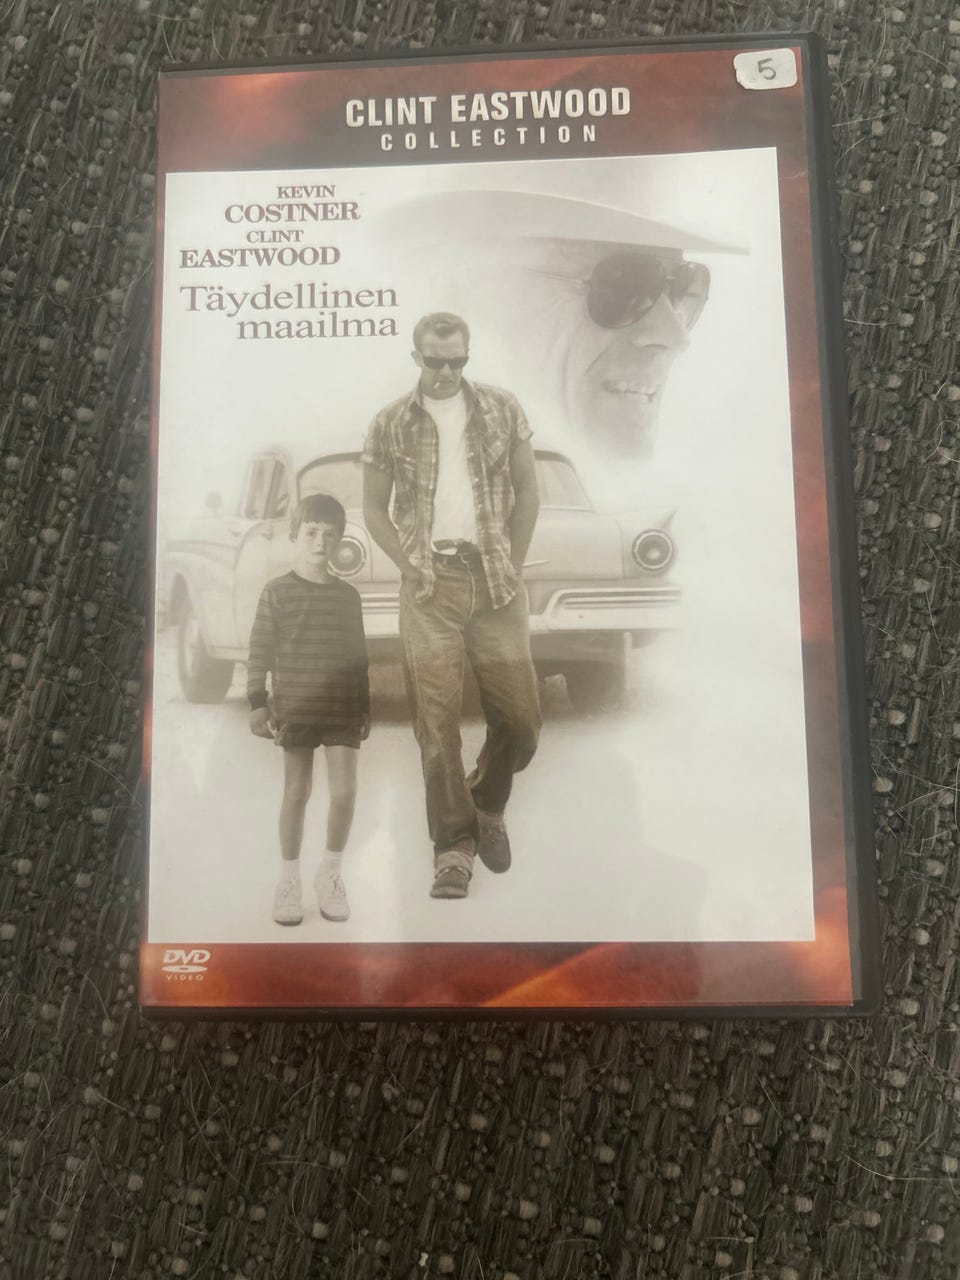 5
CLINT EASTWOOD
COLLECTION
KEVIN
COSTNER
CLINT
EASTWOOD
Täydellinen
maailma
DVD
VIDEO